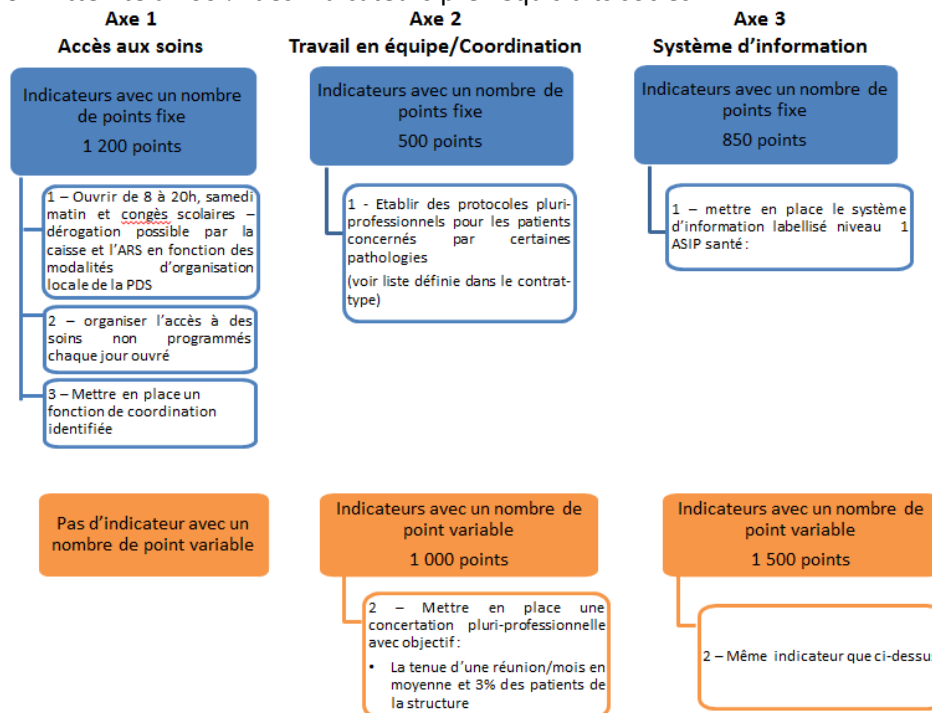 Axe 1
Accès aux soins
Indicateurs avec un nombre
de points fixe
1 200 points
1 – Ouvrir de 8 à 20h, samedi
matin et congès scolaires –
dérogation possible par la
caisse et l'ARS en fonction des
modalités d'organisation
locale de la PDS
2 – organiser l'accès à des
soins non programmés
chaque jour ouvré
3 – Mettre en place un
fonction de coordination
identifiée
Pas d'indicateur avec un
nombre de point variable
Axe 2
Travail en équipe/Coordination
Indicateurs avec un nombre de
points fixe
500 points
1 - Etablir des protocoles pluri-
professionnels pour les patients
concernés par certaines
pathologies
(voir liste définie dans le contrat-
type)
Indicateurs avec un nombre de
point variable
1 000 points
2 – Mettre en place une
concertation pluri-professionnelle
avec objectif :
• La tenue d'une réunion/mois en
moyenne et 3% des patients de
la structure
Axe 3
Système d'information
Indicateurs avec un nombre de
points fixe
850 points
1 – mettre en place le système
d'information labellisé niveau 1
ASIP santé :
Indicateurs avec un nombre de
point variable
1 500 points
2 – Même indicateur que ci-dessus